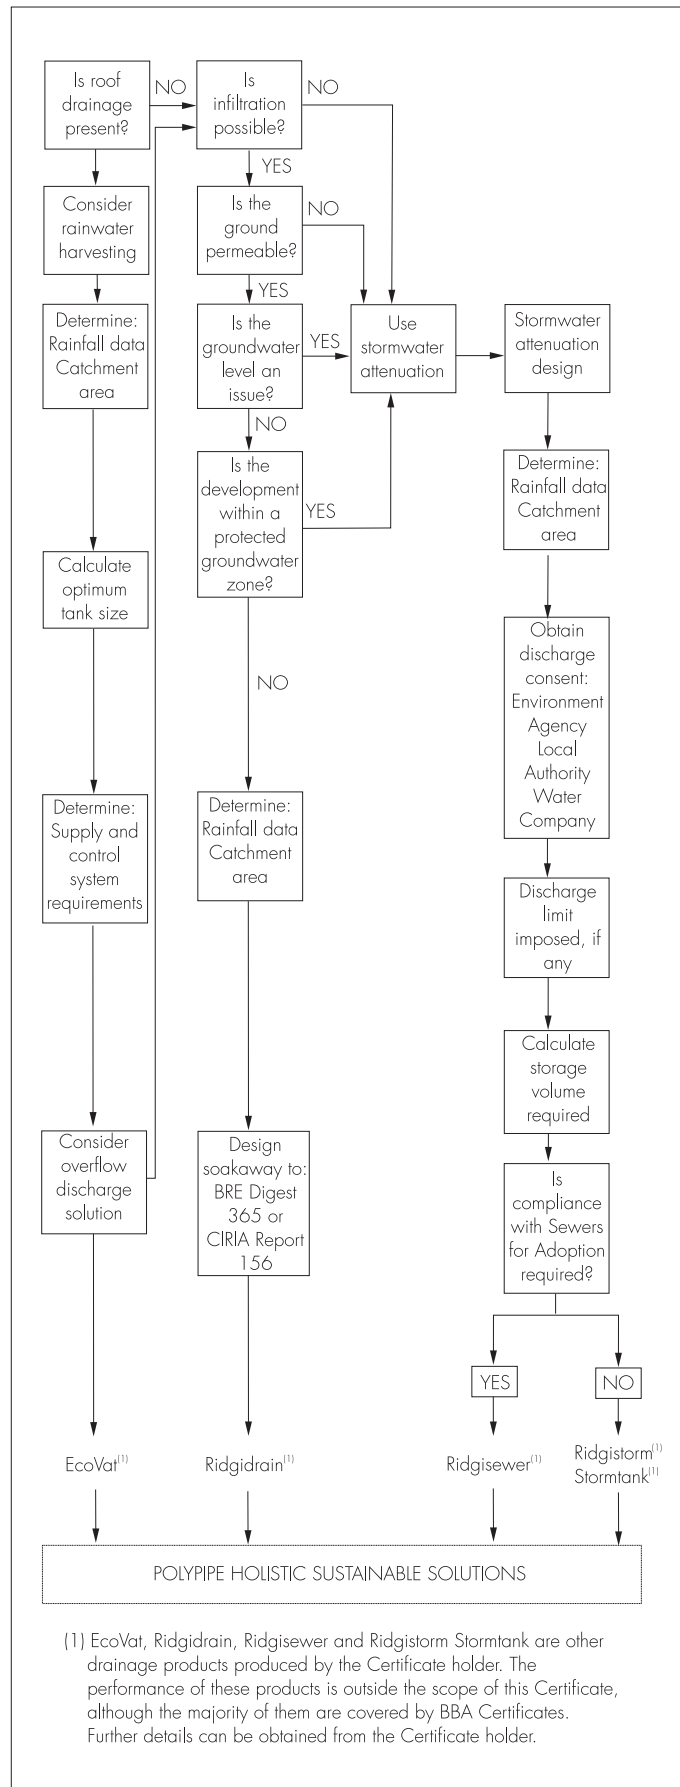 Is roof
drainage
present?
NO
Is
infiltration
possible?
NO
YES
Consider
rainwater
harvesting
Is the
ground
permeable?
NO
YES
Determine:
Rainfall data
Catchment
area
Is the
groundwater
level an
issue?
YES
NO
Use
stormwater
attenuation
Stormwater
attenuation
design
Is the
development
within a
protected
groundwater
zone?
YES
NO
Determine:
Rainfall data
Catchment
area
Calculate
optimum
tank size
Obtain
discharge
consent:
Environment
Agency
Local
Authority
Water
Company
Determine:
Supply and
control
system
requirements
Determine:
Rainfall data
Catchment
area
Discharge
limit
imposed, if
any
Calculate
storage
volume
required
Consider
overflow
discharge
solution
Design
soakaway to:
BRE Digest
365 or
CIRIA Report
156
Is
compliance
with Sewers
for Adoption
required?
YES
NO
EcoVat(1)
Ridgidrain(1)
Ridgisewer(1)
Ridgistorm(1)
Stormtank(1)
POLYPIPE HOLISTIC SUSTAINABLE SOLUTIONS
(1) EcoVat, Ridgidrain, Ridgisewer and Ridgistorm Stormtank are other
drainage products produced by the Certificate holder. The
performance of these products is outside the scope of this Certificate,
although the majority of them are covered by BBA Certificates.
Further details can be obtained from the Certificate holder.